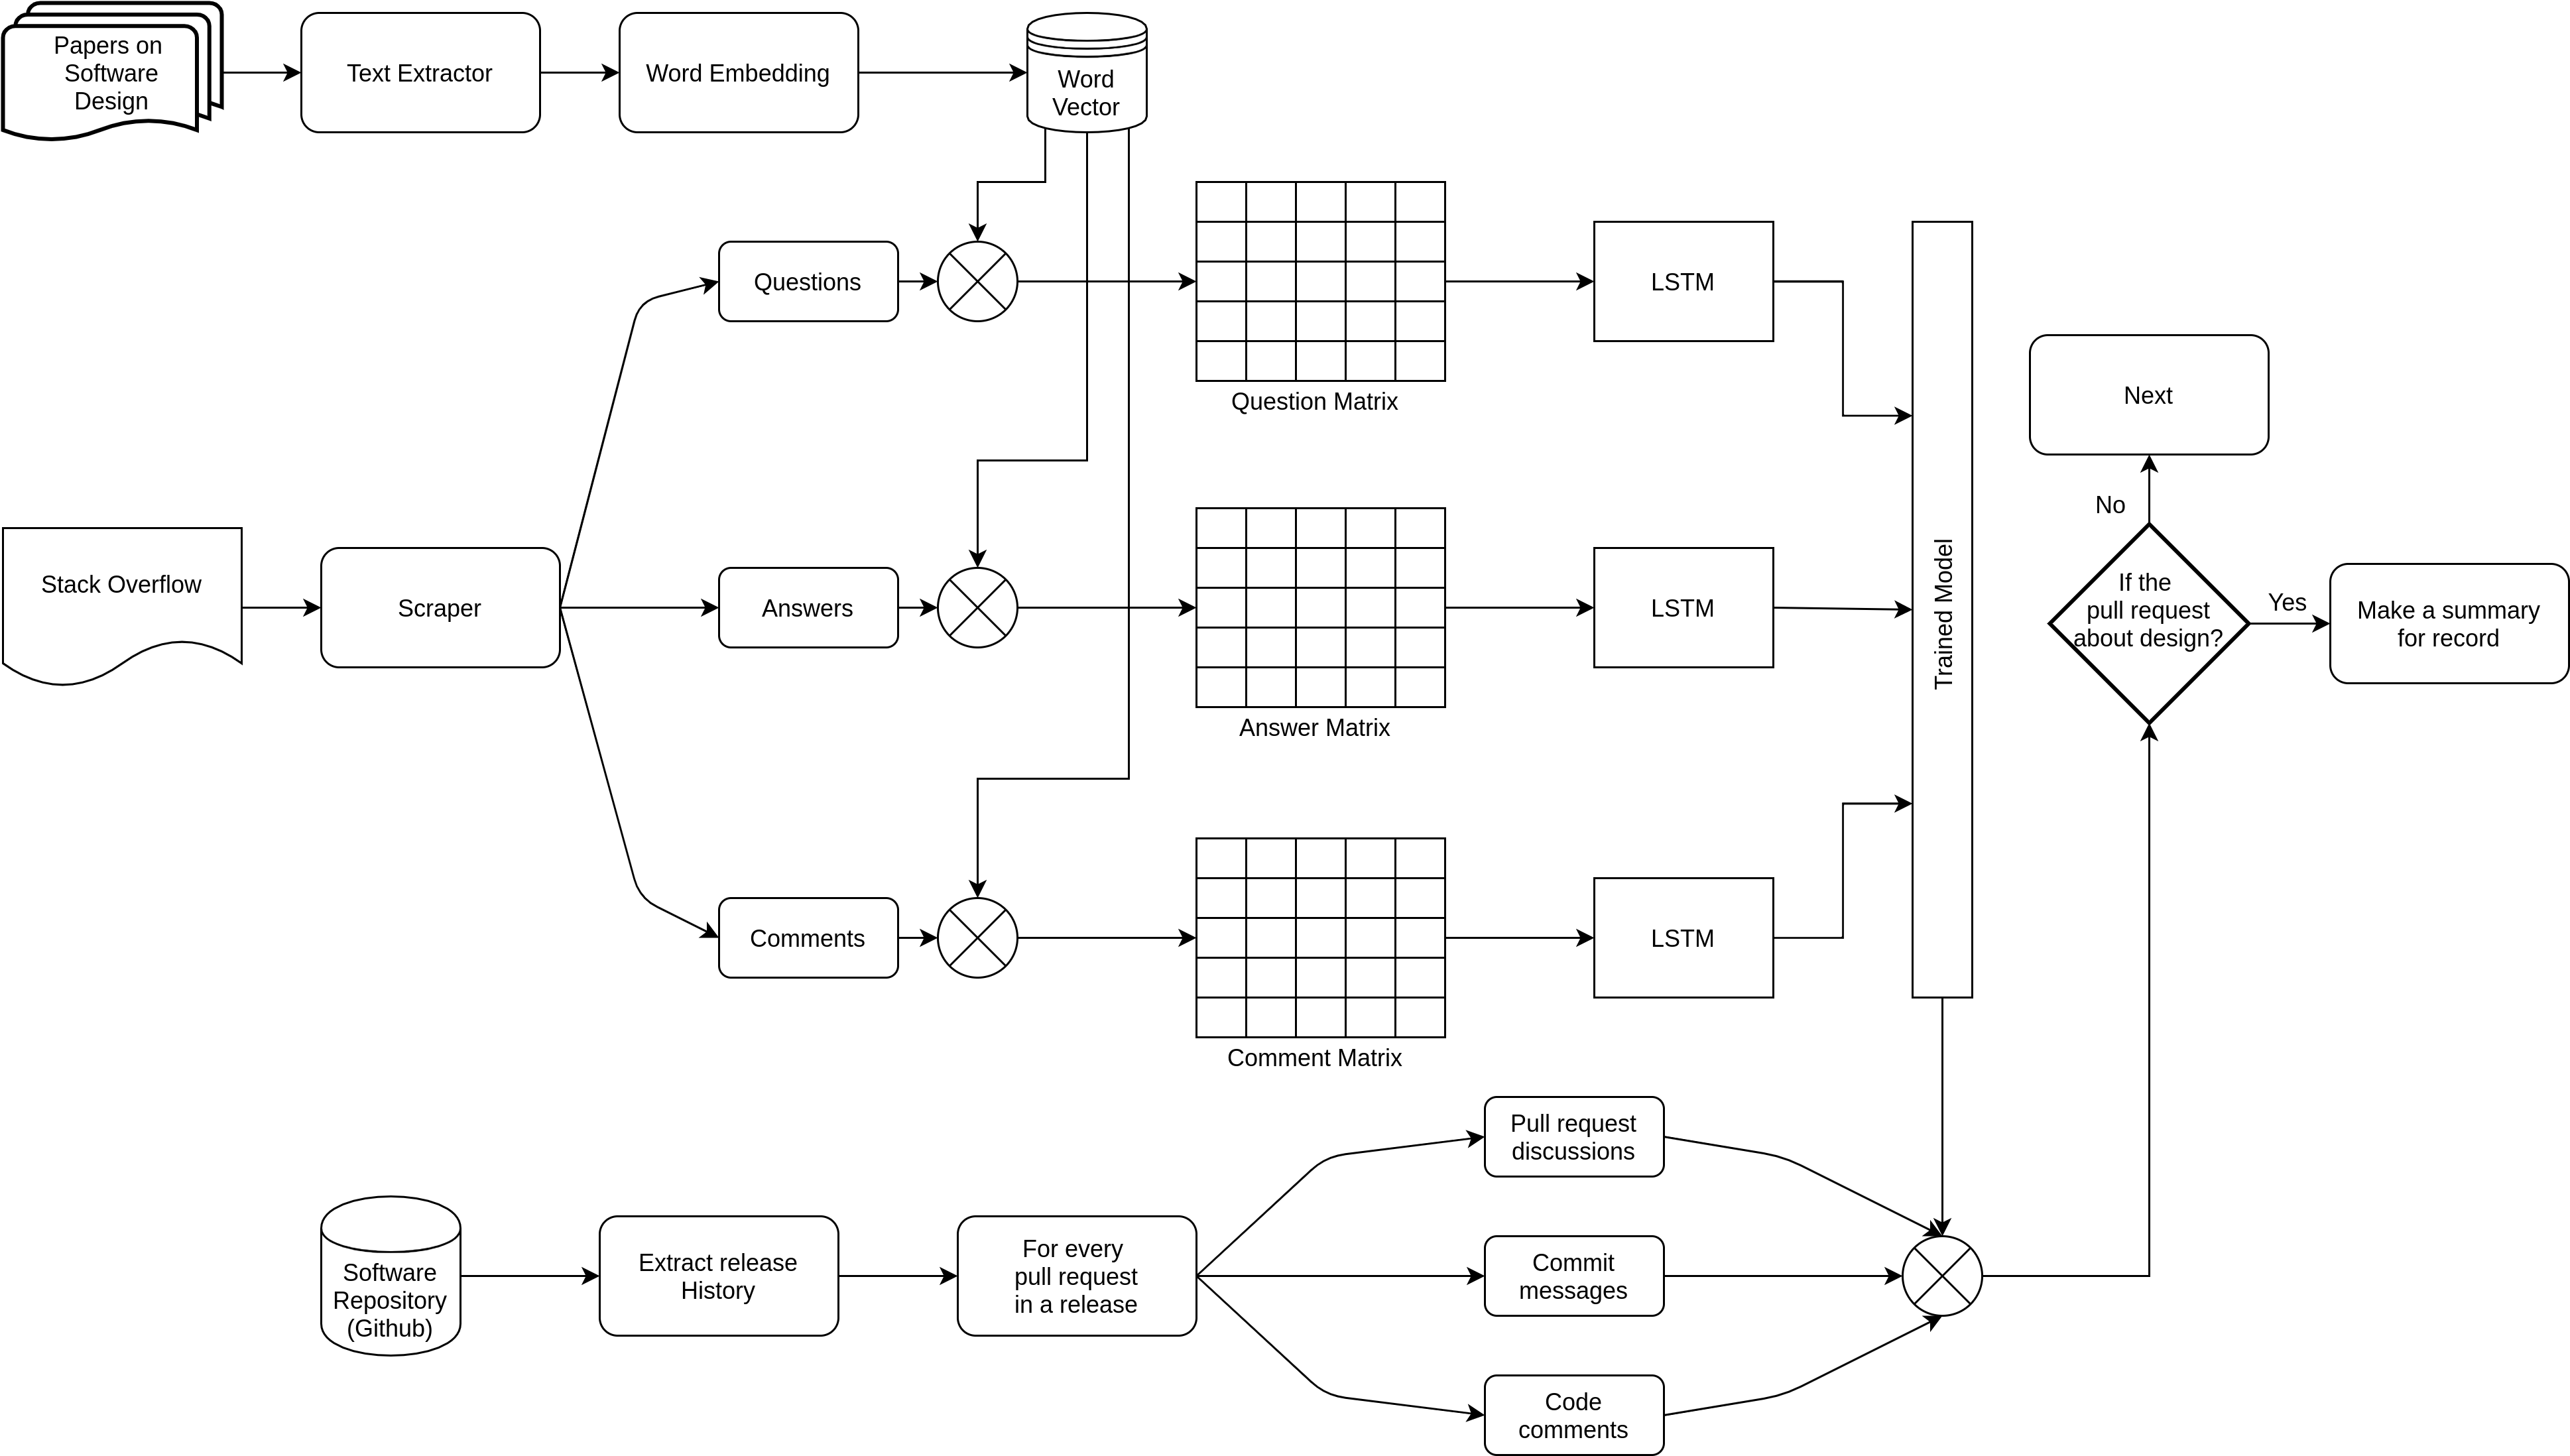 Papers on
Software
Design
Text Extractor
Word Embedding
Word
Vector
Questions
LSTM
Question Matrix
Next
No
Stack Overflow
Scraper
Answers
LSTM
Trained Model
If the
pull request
about design?
Yes
Make a summary
for record
Answer Matrix
Comments
LSTM
Comment Matrix
Pull request
discussions
Software
Repository
(Github)
Extract release
History
For every
pull request
in a release
Commit
messages
Code
comments